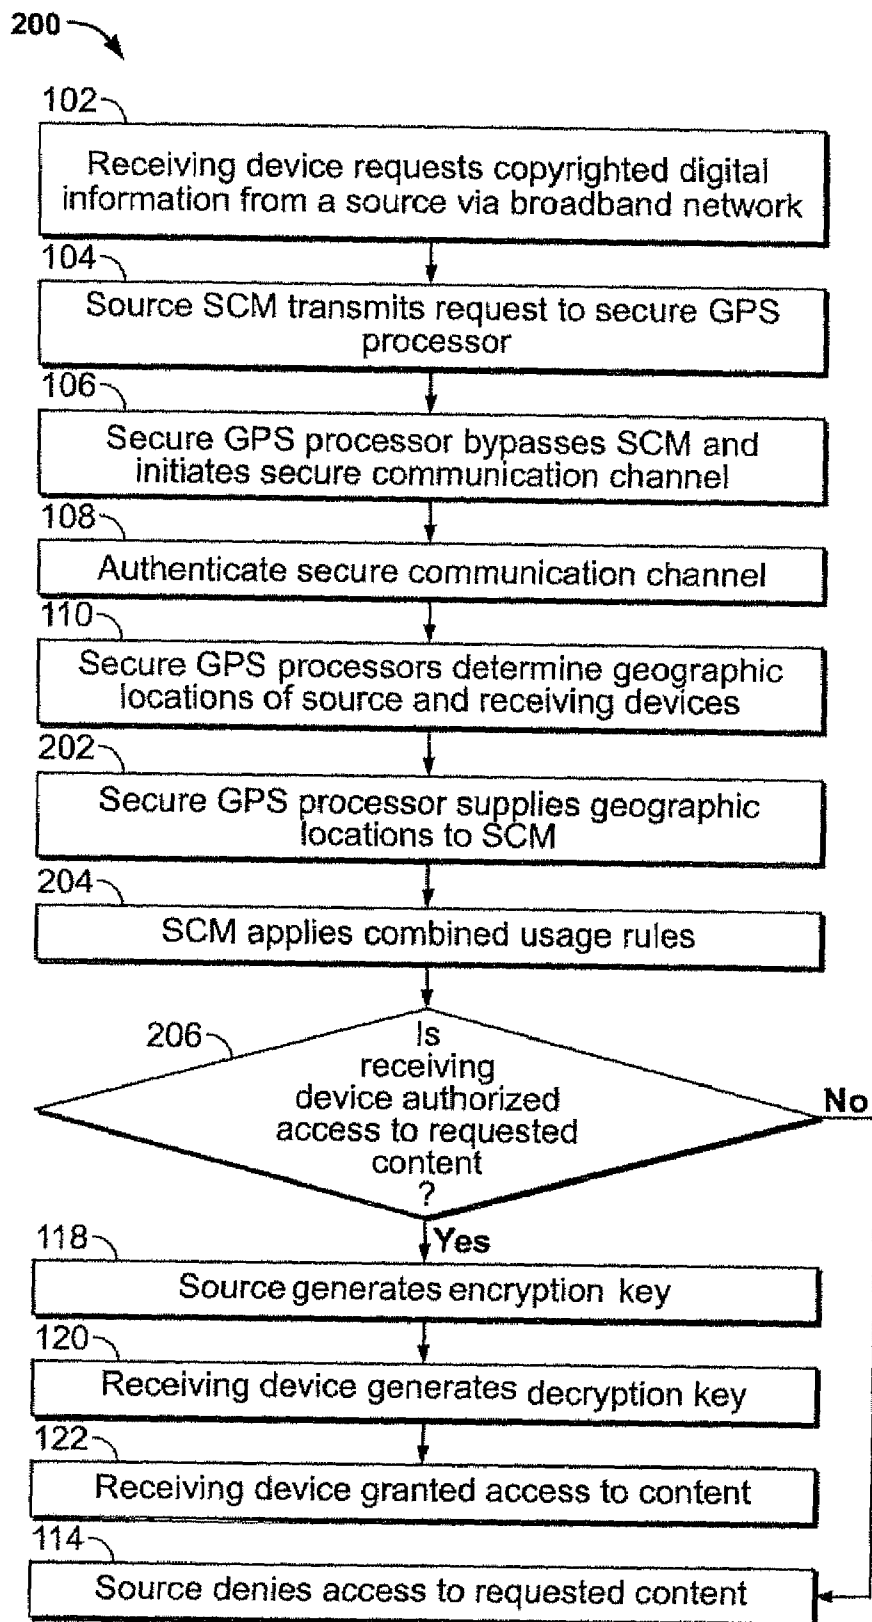 200
102
Receiving device requests copyrighted digital
information from a source via broadband network
104
Source SCM transmits request to secure GPS
processor
106
Secure GPS processor bypasses SCM and
initiates secure communication channel
108
Authenticate secure communication channel
110
Secure GPS processors determine geographic
locations of source and receiving devices
202
Secure GPS processor supplies geographic
locations to SCM
204
SCM applies combined usage rules
206
Is
receiving
device authorized
access to requested
content
?
No
Yes
118
Source generates encryption key
120
Receiving device generates decryption key
122
Receiving device granted access to content
114
Source denies access to requested content